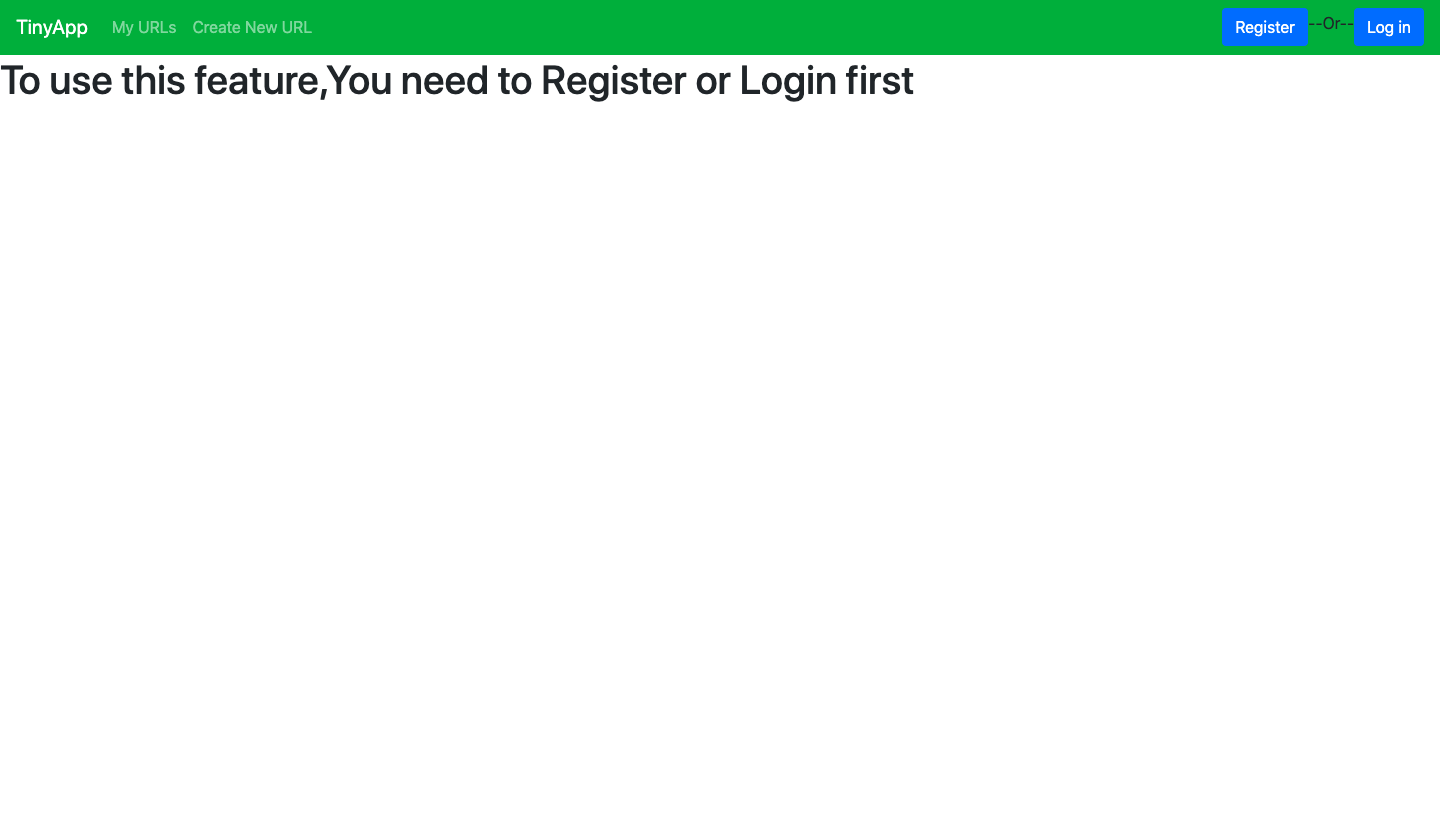 TinyApp My URLs Create New URL Register --Or-- Log in
To use this feature,You need to Register or Login first